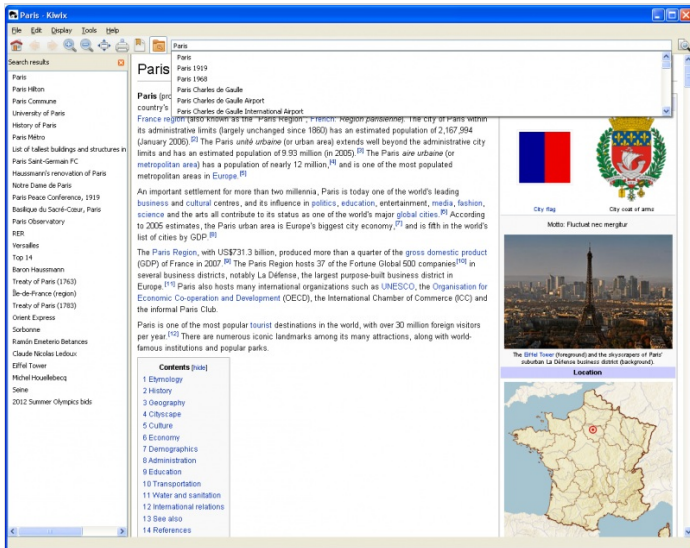 Paris - Kiwix
File Edit Display Tools Help
Paris
Search results
Paris
Paris Hilton
Paris Commune
University of Paris
History of Paris
Paris Métro
List of tallest buildings and structures in
Paris Saint-Germain FC
Haussmann's renovation of Paris
Notre Dame de Paris
Paris Peace Conference, 1919
Basilique du Sacré-Cœur, Paris
Paris Observatory
RER
Versailles
Top 14
Baron Haussmann
Treaty of Paris (1763)
Île-de-France (region)
Treaty of Paris (1783)
Orient Express
Sorbonne
Ramón Emeterio Betances
Claude Nicolas Ledoux
Eiffel Tower
Michel Houellebecq
Seine
2012 Summer Olympics bids
Paris
Paris 1919
Paris 1968
Paris Charles de Gaulle
Paris Charles de Gaulle Airport
Paris Charles de Gaulle International Airport
Paris
Paris (pro
country's
France region (also known as the "Paris Region"; French: Région parisienne). The city of Paris within
its administrative limits (largely unchanged since 1860) has an estimated population of 2,167,994
(January 2006).[2] The Paris unité urbaine (or urban area) extends well beyond the administrative city
limits and has an estimated population of 9.93 million (in 2005).[3] The Paris aire urbaine (or
metropolitan area) has a population of nearly 12 million,[4] and is one of the most populated
metropolitan areas in Europe.[5]
An important settlement for more than two millennia, Paris is today one of the world's leading
business and cultural centres, and its influence in politics, education, entertainment, media, fashion,
science and the arts all contribute to its status as one of the world's major global cities.[6] According
to 2005 estimates, the Paris urban area is Europe's biggest city economy,[7] and is fifth in the world's
list of cities by GDP.[8]
The Paris Region, with US$731.3 billion, produced more than a quarter of the gross domestic product
(GDP) of France in 2007.[9] The Paris Region hosts 37 of the Fortune Global 500 companies[10] in
several business districts, notably La Défense, the largest purpose-built business district in
Europe.[11] Paris also hosts many international organizations such as UNESCO, the Organisation for
Economic Co-operation and Development (OECD), the International Chamber of Commerce (ICC) and
the informal Paris Club.
Paris is one of the most popular tourist destinations in the world, with over 30 million foreign visitors
per year.[12] There are numerous iconic landmarks among its many attractions, along with world-
famous institutions and popular parks.
Contents [hide]
1 Etymology
2 History
3 Geography
4 Cityscape
5 Culture
6 Economy
7 Demographics
8 Administration
9 Education
10 Transportation
11 Water and sanitation
12 International relations
13 See also
14 References
City flag
City coat of arms
Motto: Fluctuat nec mergitur
The Eiffel Tower (foreground) and the skyscrapers of Paris'
suburban La Défense business district (background).
Location